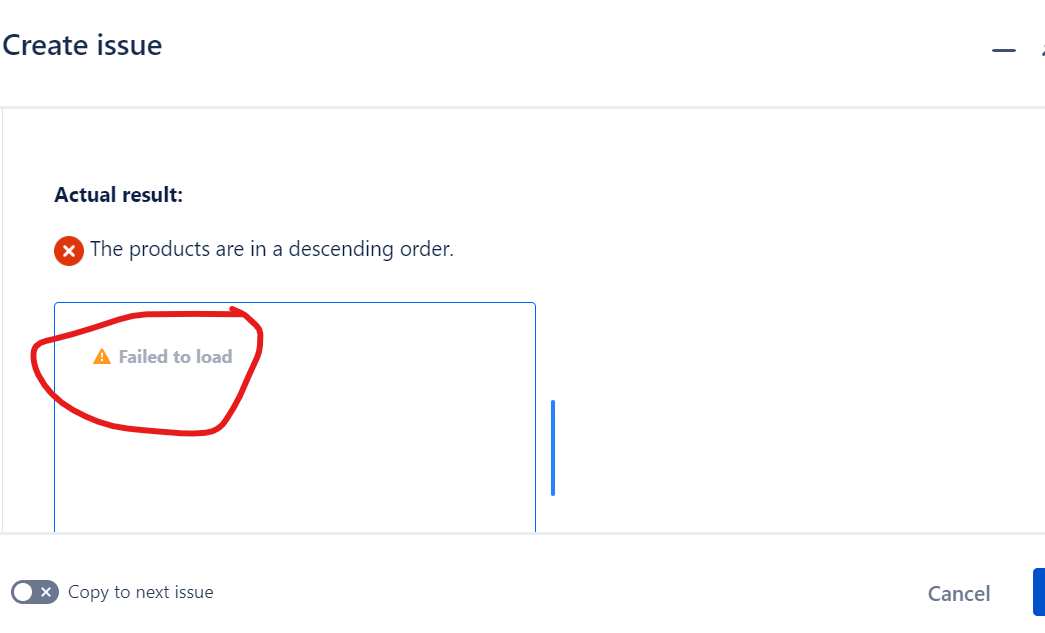 Create issue
Actual result:
The products are in a descending order.
Failed to load
Copy to next issue
Cancel